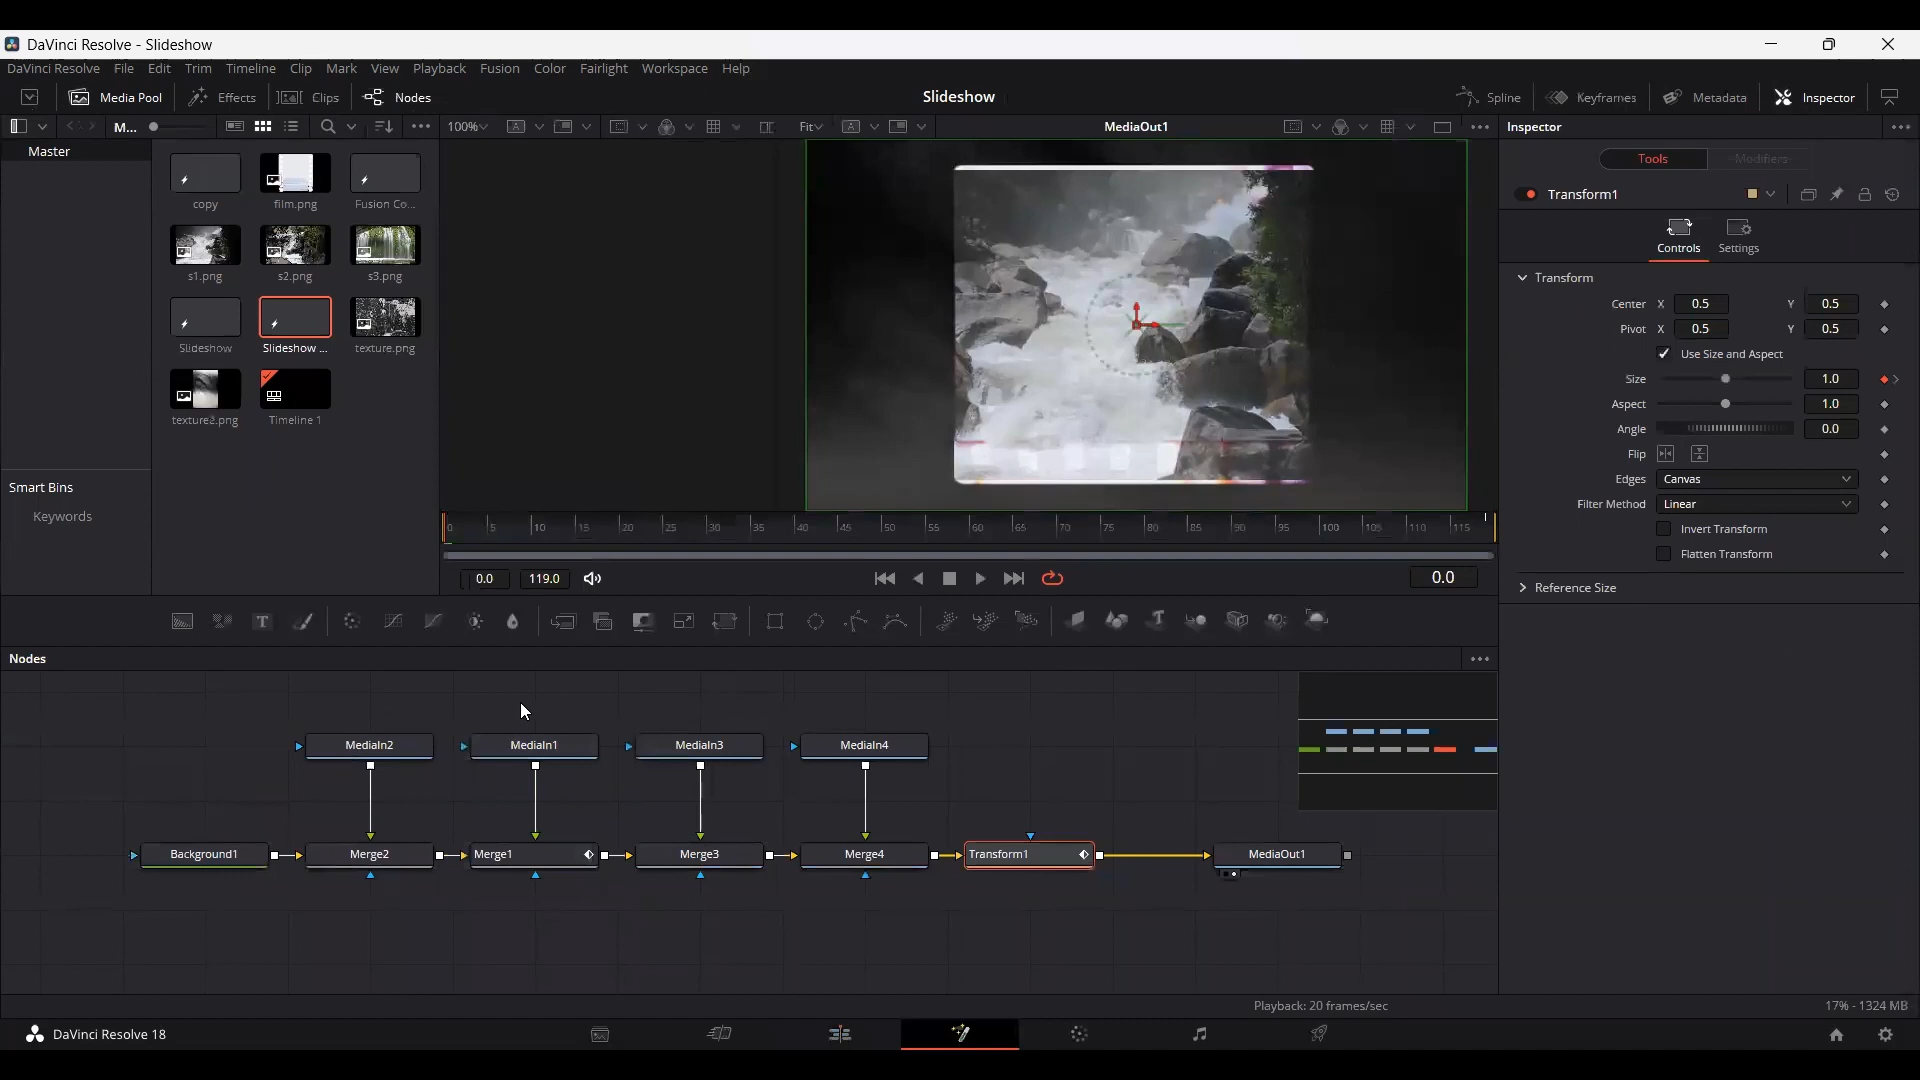 DaVinci Resolve - Slideshow
DaVinci Resolve File Edit Trim Timeline Clip Mark View Playback Fusion Color Fairlight Workspace Help
Media Pool Effects Clips Nodes Slideshow Spline Keyframes Metadata Inspector
M... 100% Fit MediaOut1 Inspector
Master
Tools Modifiers
copy film.png Fusion Co...
Transform1
s1.png s2.png s3.png
Controls Settings
Transform
Center X 0.5 Y 0.5
Pivot X 0.5 Y 0.5
Slideshow Slideshow ... texture.png
Use Size and Aspect
Size 1.0
Aspect 1.0
texture2.png Timeline 1
Angle 0.0
Flip
Edges Canvas
Smart Bins
Filter Method Linear
Keywords
0 5 10 15 20 25 30 35 40 45 50 55 60 65 70 75 80 85 90 95 100 105 110 115
Invert Transform
Flatten Transform
0.0 119.0 0.0
Reference Size
Nodes
MediaIn2 MediaIn1 MediaIn3 MediaIn4
Background1 Merge2 Merge1 Merge3 Merge4 Transform1 MediaOut1
Playback: 20 frames/sec 17% - 1324 MB
DaVinci Resolve 18